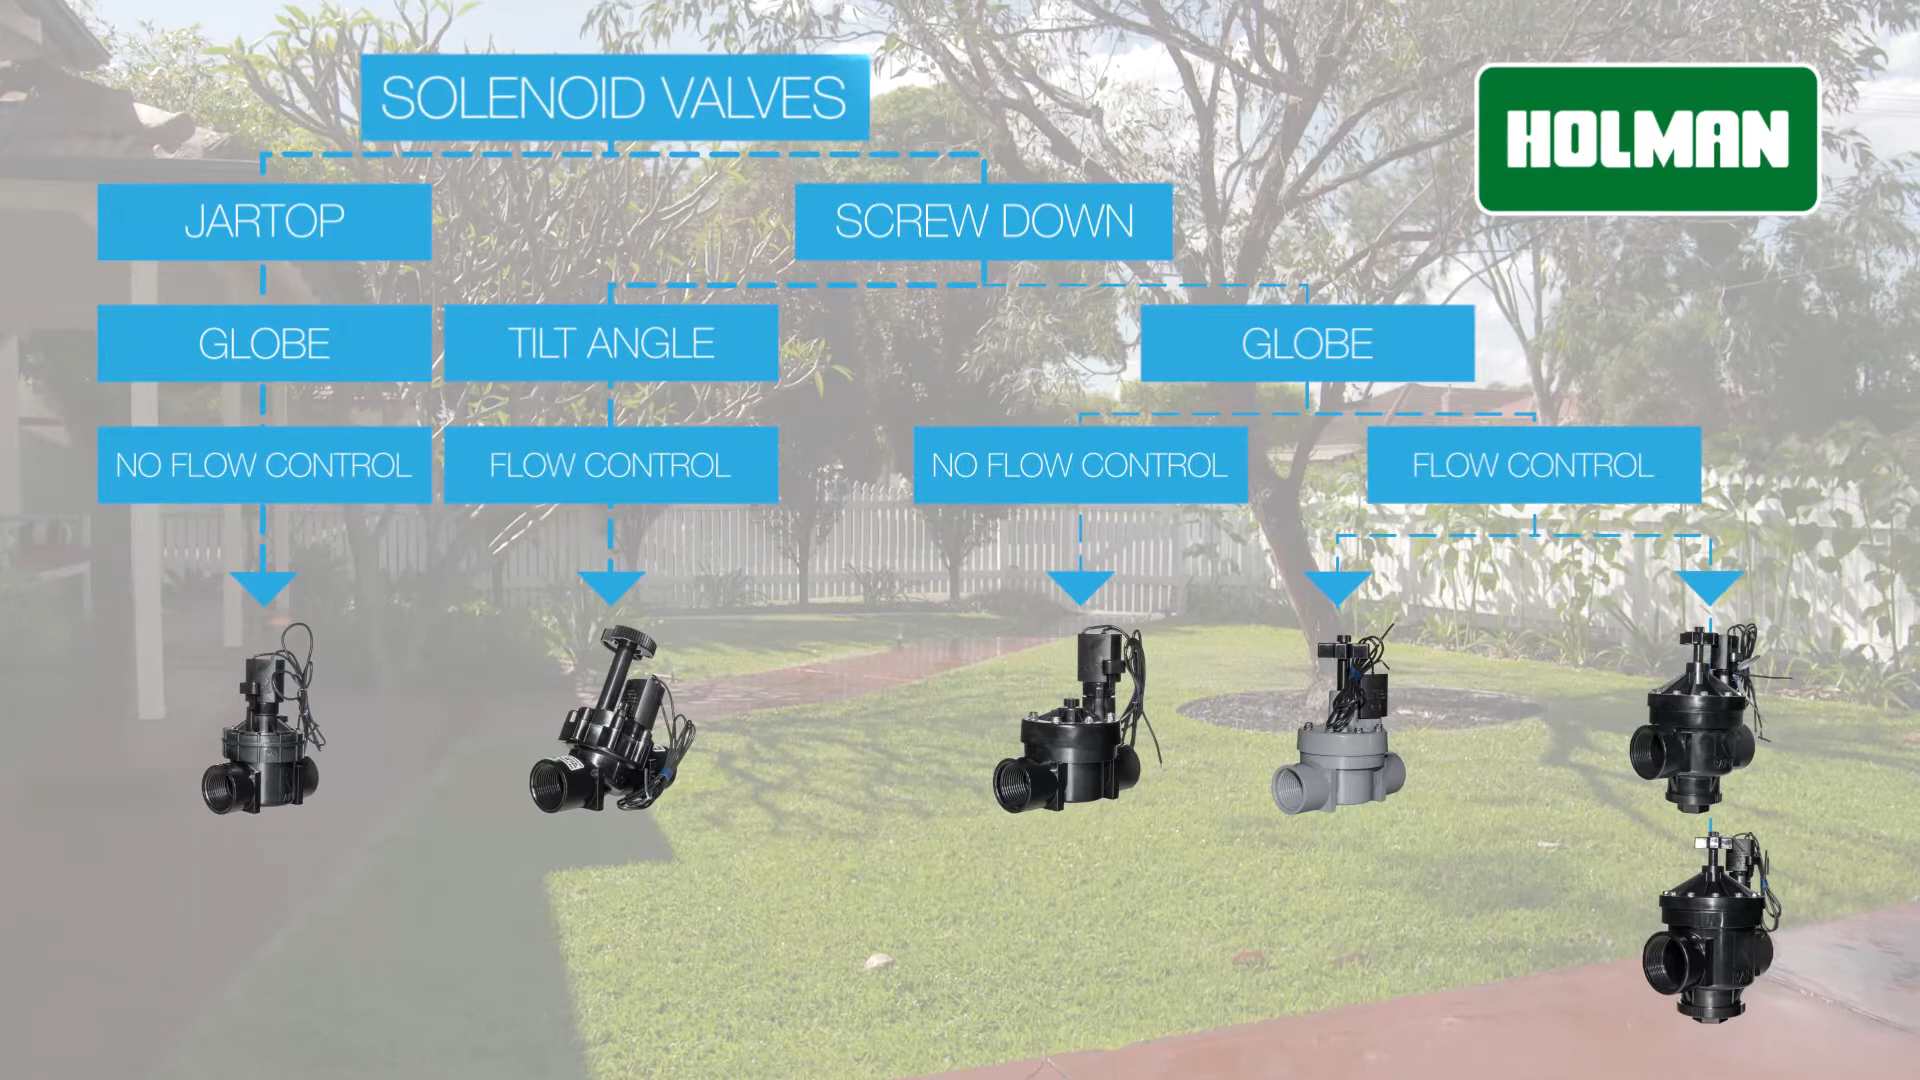 SOLENOID VALVES
HOLMAN
JARTOP
SCREW DOWN
GLOBE
TILT ANGLE
GLOBE
NO FLOW CONTROL
FLOW CONTROL
NO FLOW CONTROL
FLOW CONTROL